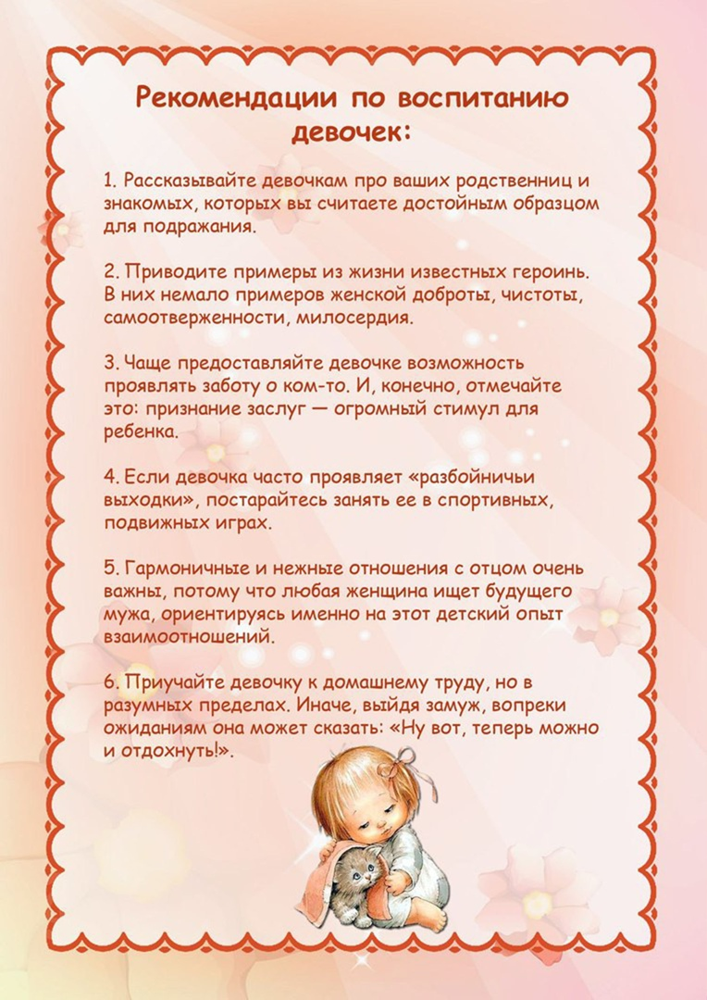 Рекомендации по воспитанию
девочек:
1. Рассказывайте девочкам про ваших родственниц и
знакомых, которых вы считаете достойным образцом
для подражания.
2. Приводите примеры из жизни известных героинь.
В них немало примеров женской доброты, чистоты,
самоотверженности, милосердия.
3. Чаще предоставляйте девочке возможность
проявлять заботу о ком-то. И, конечно, отмечайте
это: признание заслуг — огромный стимул для
ребенка.
4. Если девочка часто проявляет «разбойничьи
выходки», постарайтесь занять ее в спортивных,
подвижных играх.
5. Гармоничные и нежные отношения с отцом очень
важны, потому что любая женщина ищет будущего
мужа, ориентируясь именно на этот детский опыт
взаимоотношений.
6. Приучайте девочку к домашнему труду, но в
разумных пределах. Иначе, выйдя замуж, вопреки
ожиданиям она может сказать: «Ну вот, теперь можно
и отдохнуть!».